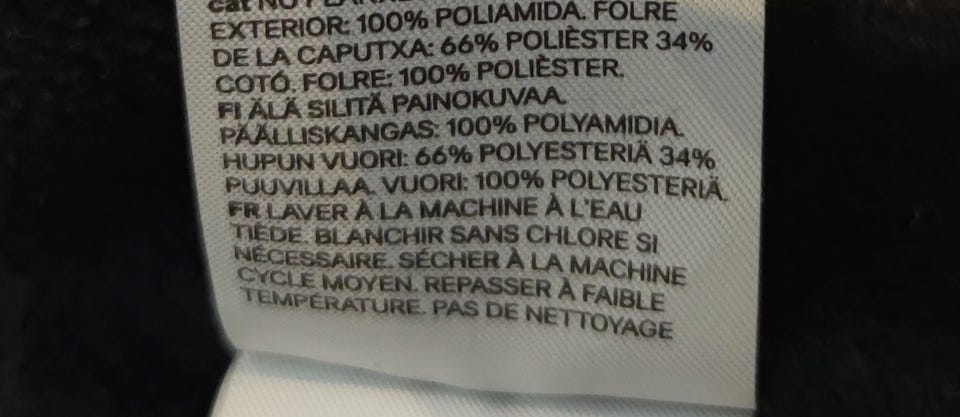 cat NO
EXTERIOR: 100% POLIAMIDA. FOLRE
DE LA CAPUTXA: 66% POLIÈSTER 34%
COTÓ. FOLRE: 100% POLIÈSTER.
FI ÄLÄ SILITÄ PAINOKUVAA.
PÄÄLLISKANGAS: 100% POLYAMIDIA.
HUPUN VUORI: 66% POLYESTERIÄ 34%
PUUVILLAA. VUORI: 100% POLYESTERIÄ.
FR LAVER À LA MACHINE À L'EAU
TIÈDE. BLANCHIR SANS CHLORE SI
NÉCESSAIRE. SÉCHER À LA MACHINE
CYCLE MOYEN. REPASSER À FAIBLE
TEMPÉRATURE. PAS DE NETTOYAGE